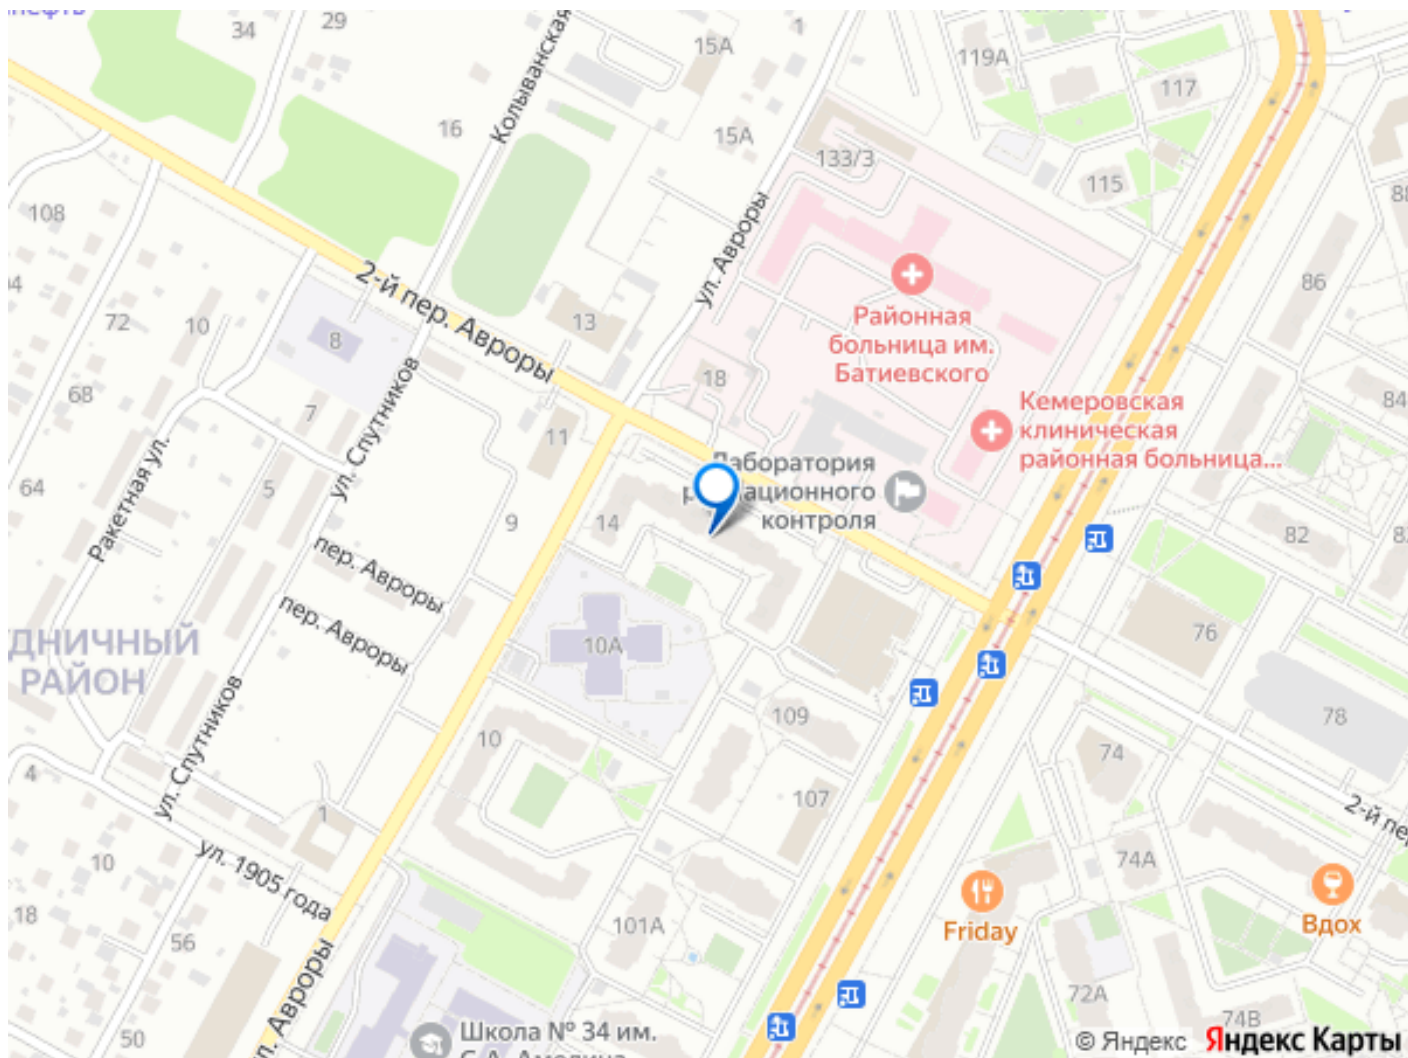 34
29
1
15А
119А
117
Колыванская
16
15А
133/3
115
108
ул. Авроры
2-й пер. Авроры
72
10
8
13
86
Районная
больница им.
Батиевского
18
68
7
ул. Спутников
11
84
Кемеровская
клиническая
районная больница...
Ракетная ул.
64
5
9
14
контроля
82
пер. Авроры
пер. Авроры
10А
76
РАЙОН
109
78
10
74
ул. Спутников
4
107
2-й пер.
1
74А
ул. 1905 года
10
18
101А
Friday
Вдох
56
Авроры
72А
74В
50
Школа № 34 им.
© Яндекс
Яндекс Карты